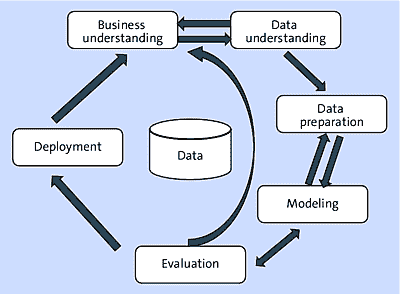 Business
understanding
Data
understanding
Data
preparation
Deployment
Data
Modeling
Evaluation